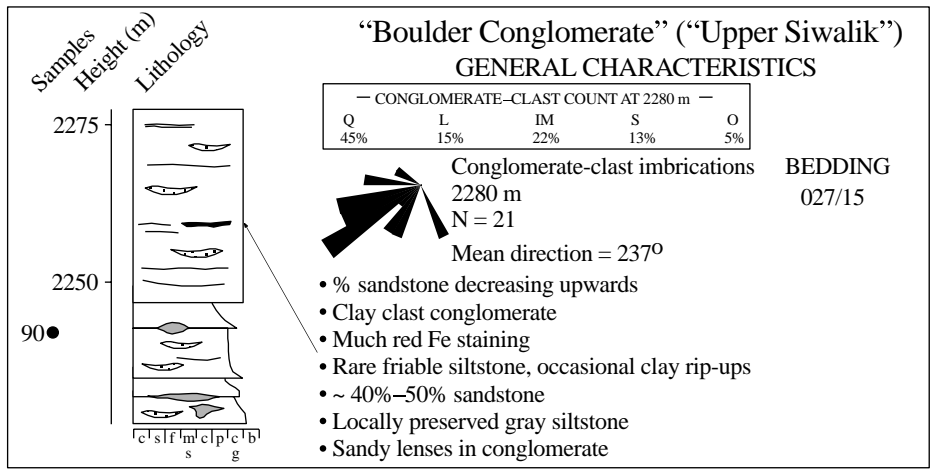 Samples
Height (m)
Lithology
“Boulder Conglomerate” (“Upper Siwalik”)
GENERAL CHARACTERISTICS
— CONGLOMERATE–CLAST COUNT AT 2280 m —
Q L IM S O
45% 15% 22% 13% 5%
Conglomerate-clast imbrications
2280 m
N = 21
Mean direction = 237o
BEDDING
027/15
2275
2250
90
• % sandstone decreasing upwards
• Clay clast conglomerate
• Much red Fe staining
• Rare friable siltstone, occasional clay rip-ups
• ~ 40%–50% sandstone
• Locally preserved gray siltstone
• Sandy lenses in conglomerate
c s f m c p c b
s g